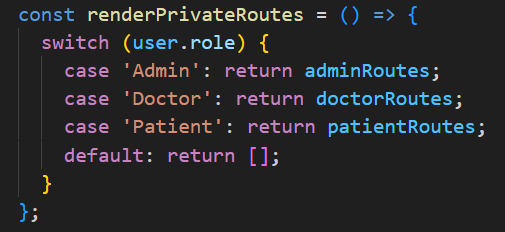 const renderPrivateRoutes = () => {
  switch (user.role) {
    case 'Admin': return adminRoutes;
    case 'Doctor': return doctorRoutes;
    case 'Patient': return patientRoutes;
    default: return [];
  }
};